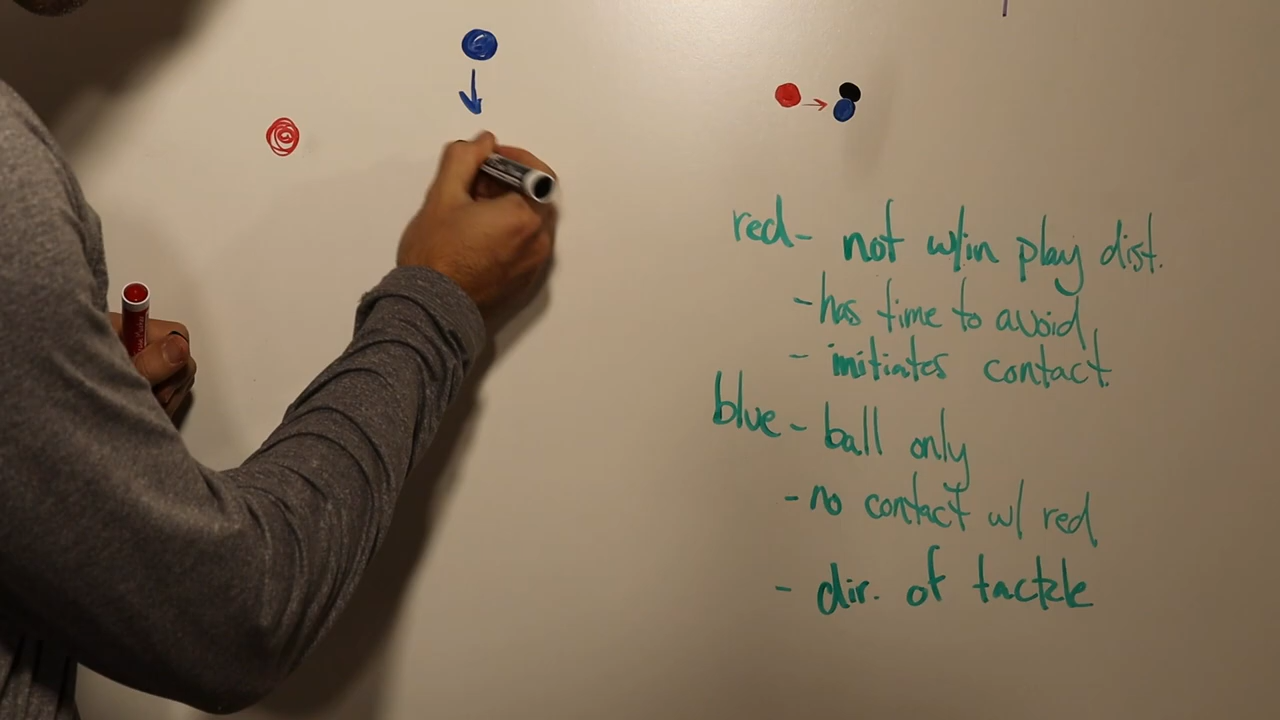 red- not w/in play dist.
- has time to avoid
- initiates contact.
blue- ball only
- no contact w/ red
- dir. of tackle